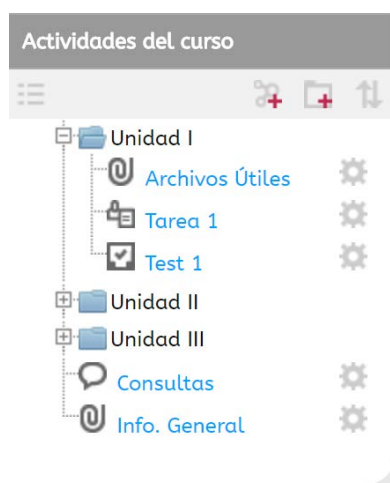 Actividades del curso
Unidad I
Archivos Útiles
Tarea 1
Test 1
Unidad II
Unidad III
Consultas
Info. General